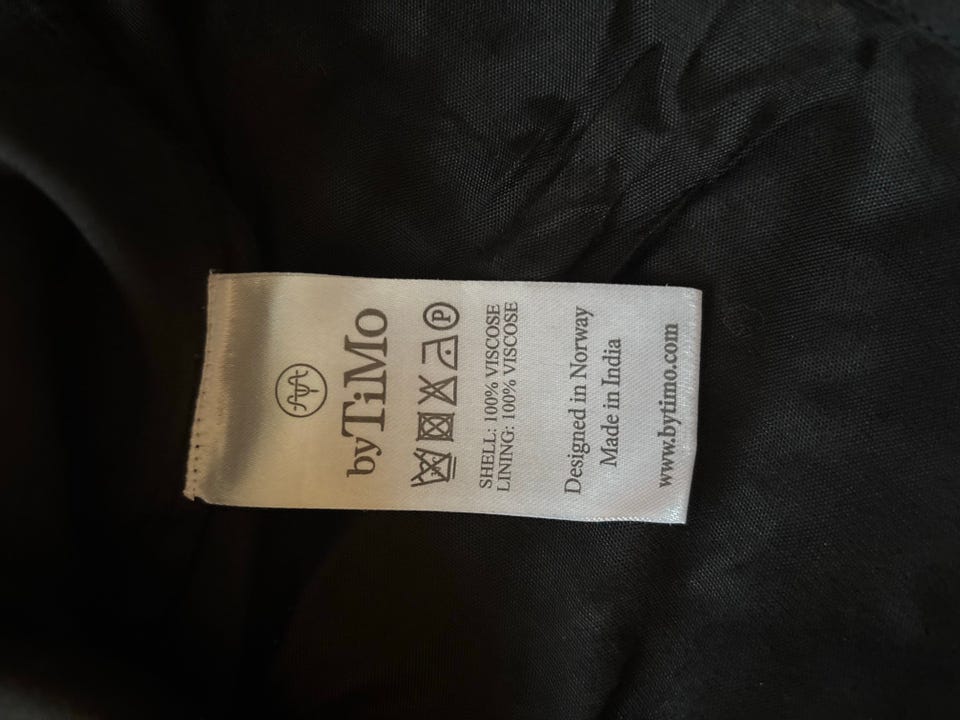 byTiMo
P
SHELL: 100% VISCOSE
LINING: 100% VISCOSE
Designed in Norway
Made in India
www.bytimo.com